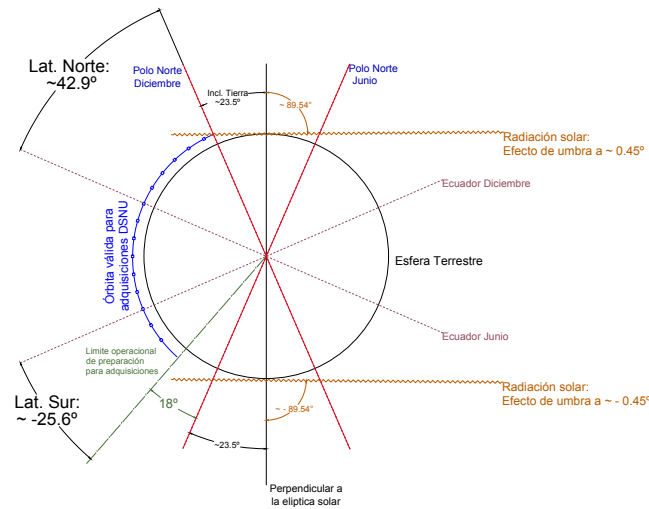 Lat. Norte:
~42.9º
Polo Norte
Diciembre
Incl. Tierra
~23.5º
~ 89.54°
Polo Norte
Junio
Radiación solar:
Efecto de umbra a ~ 0.45º
Ecuador Diciembre
Órbita válida para
adquisiciones DSNU
Esfera Terrestre
Ecuador Junio
Limite operacional
de preparación
para adquisiciones
Lat. Sur:
~ -25.6º
18º
~23.5º
~ - 89.54°
Radiación solar:
Efecto de umbra a ~ - 0.45º
Perpendicular a
la eliptica solar